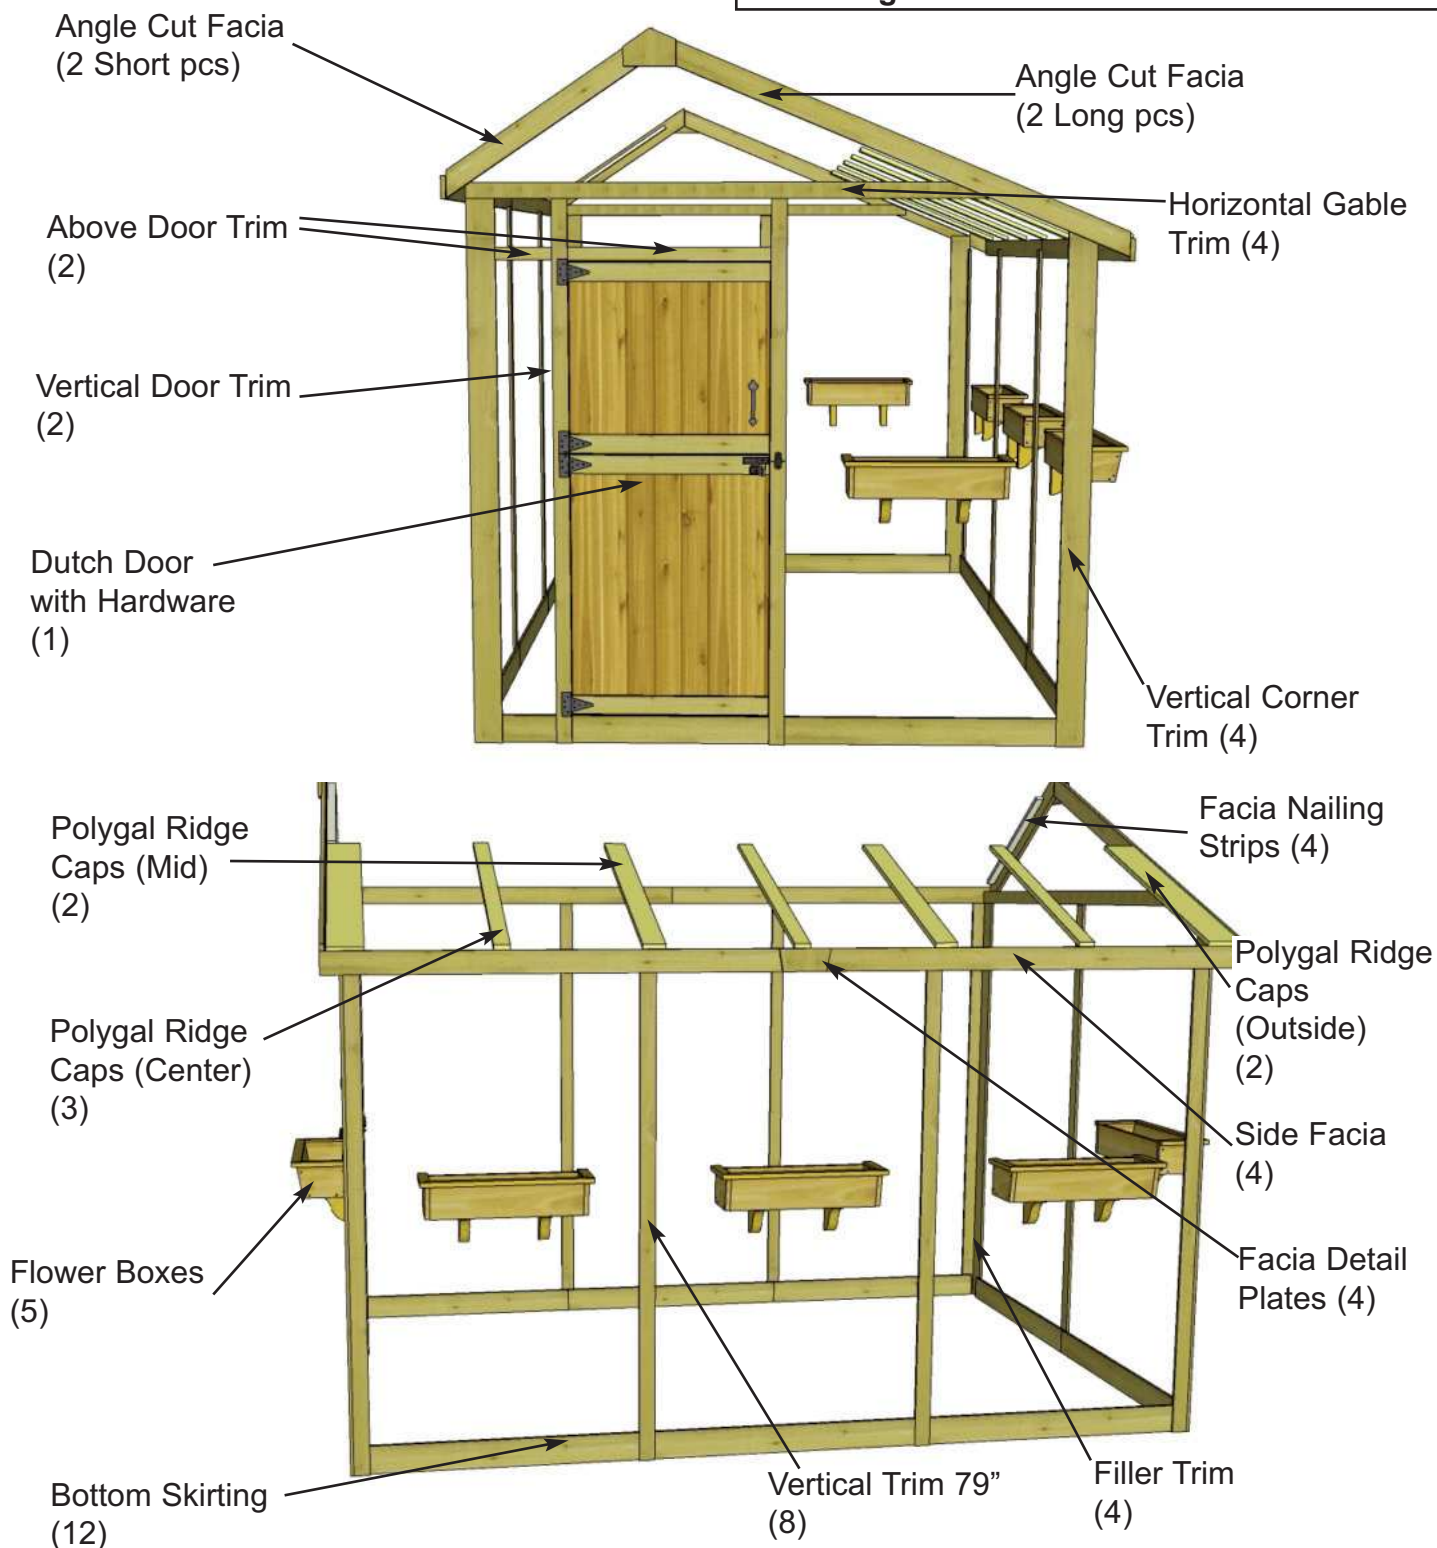 Angle Cut Facia
(2 Short pcs)
Angle Cut Facia
(2 Long pcs)
Above Door Trim
(2)
Horizontal Gable
Trim (4)
Vertical Door Trim
(2)
Dutch Door
with Hardware
(1)
Vertical Corner
Trim (4)
Polygal Ridge
Caps (Mid)
(2)
Facia Nailing
Strips (4)
Polygal Ridge
Caps
(Outside)
(2)
Polygal Ridge
Caps (Center)
(3)
Side Facia
(4)
Flower Boxes
(5)
Facia Detail
Plates (4)
Bottom Skirting
(12)
Vertical Trim 79”
(8)
Filler Trim
(4)